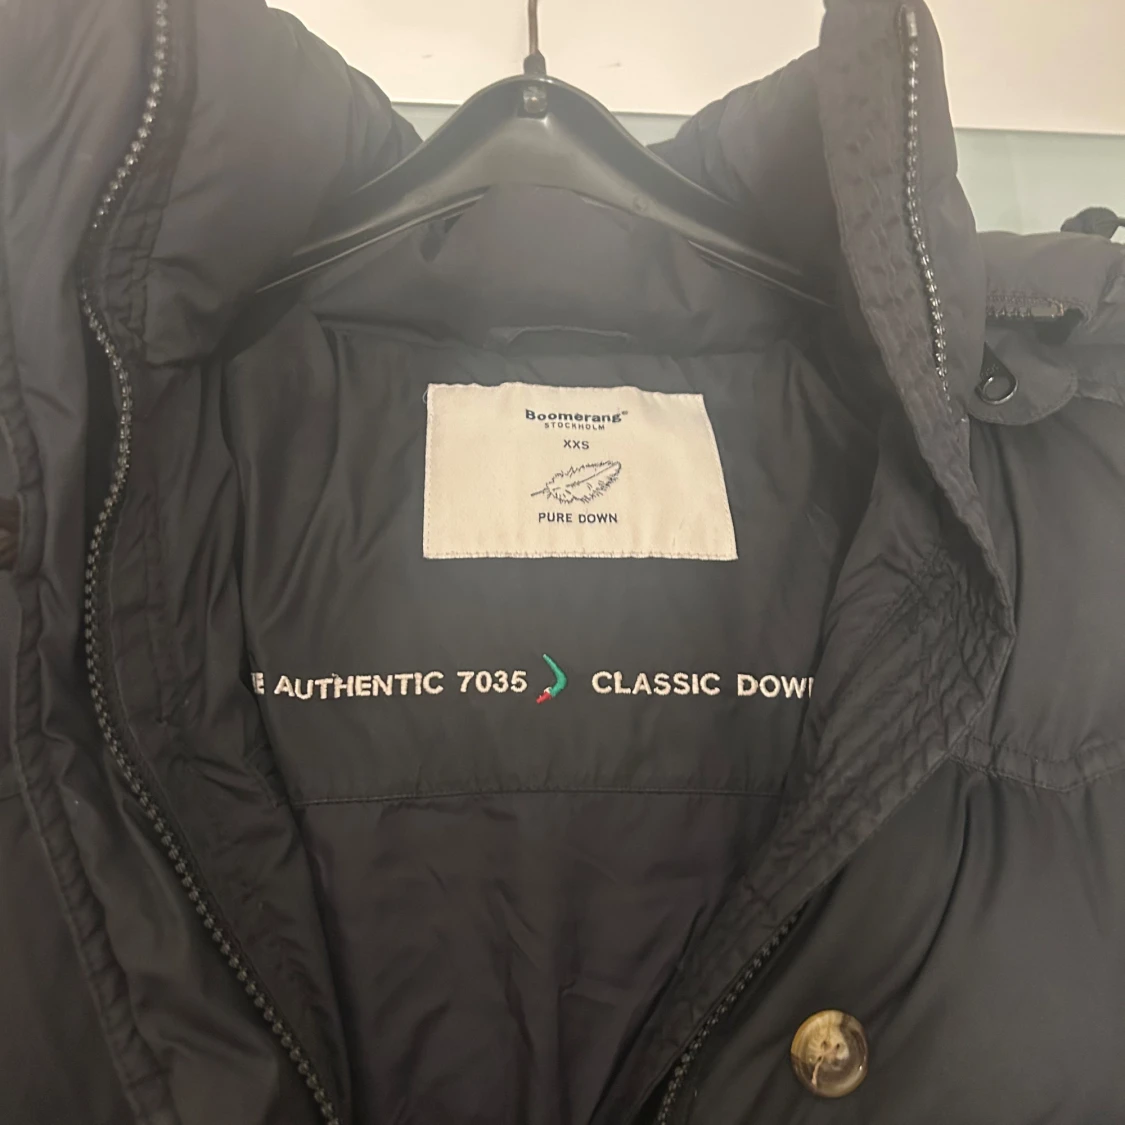 Boomerang®
STOCKHOLM
XXS
PURE DOWN
AUTHENTIC 7035 CLASSIC